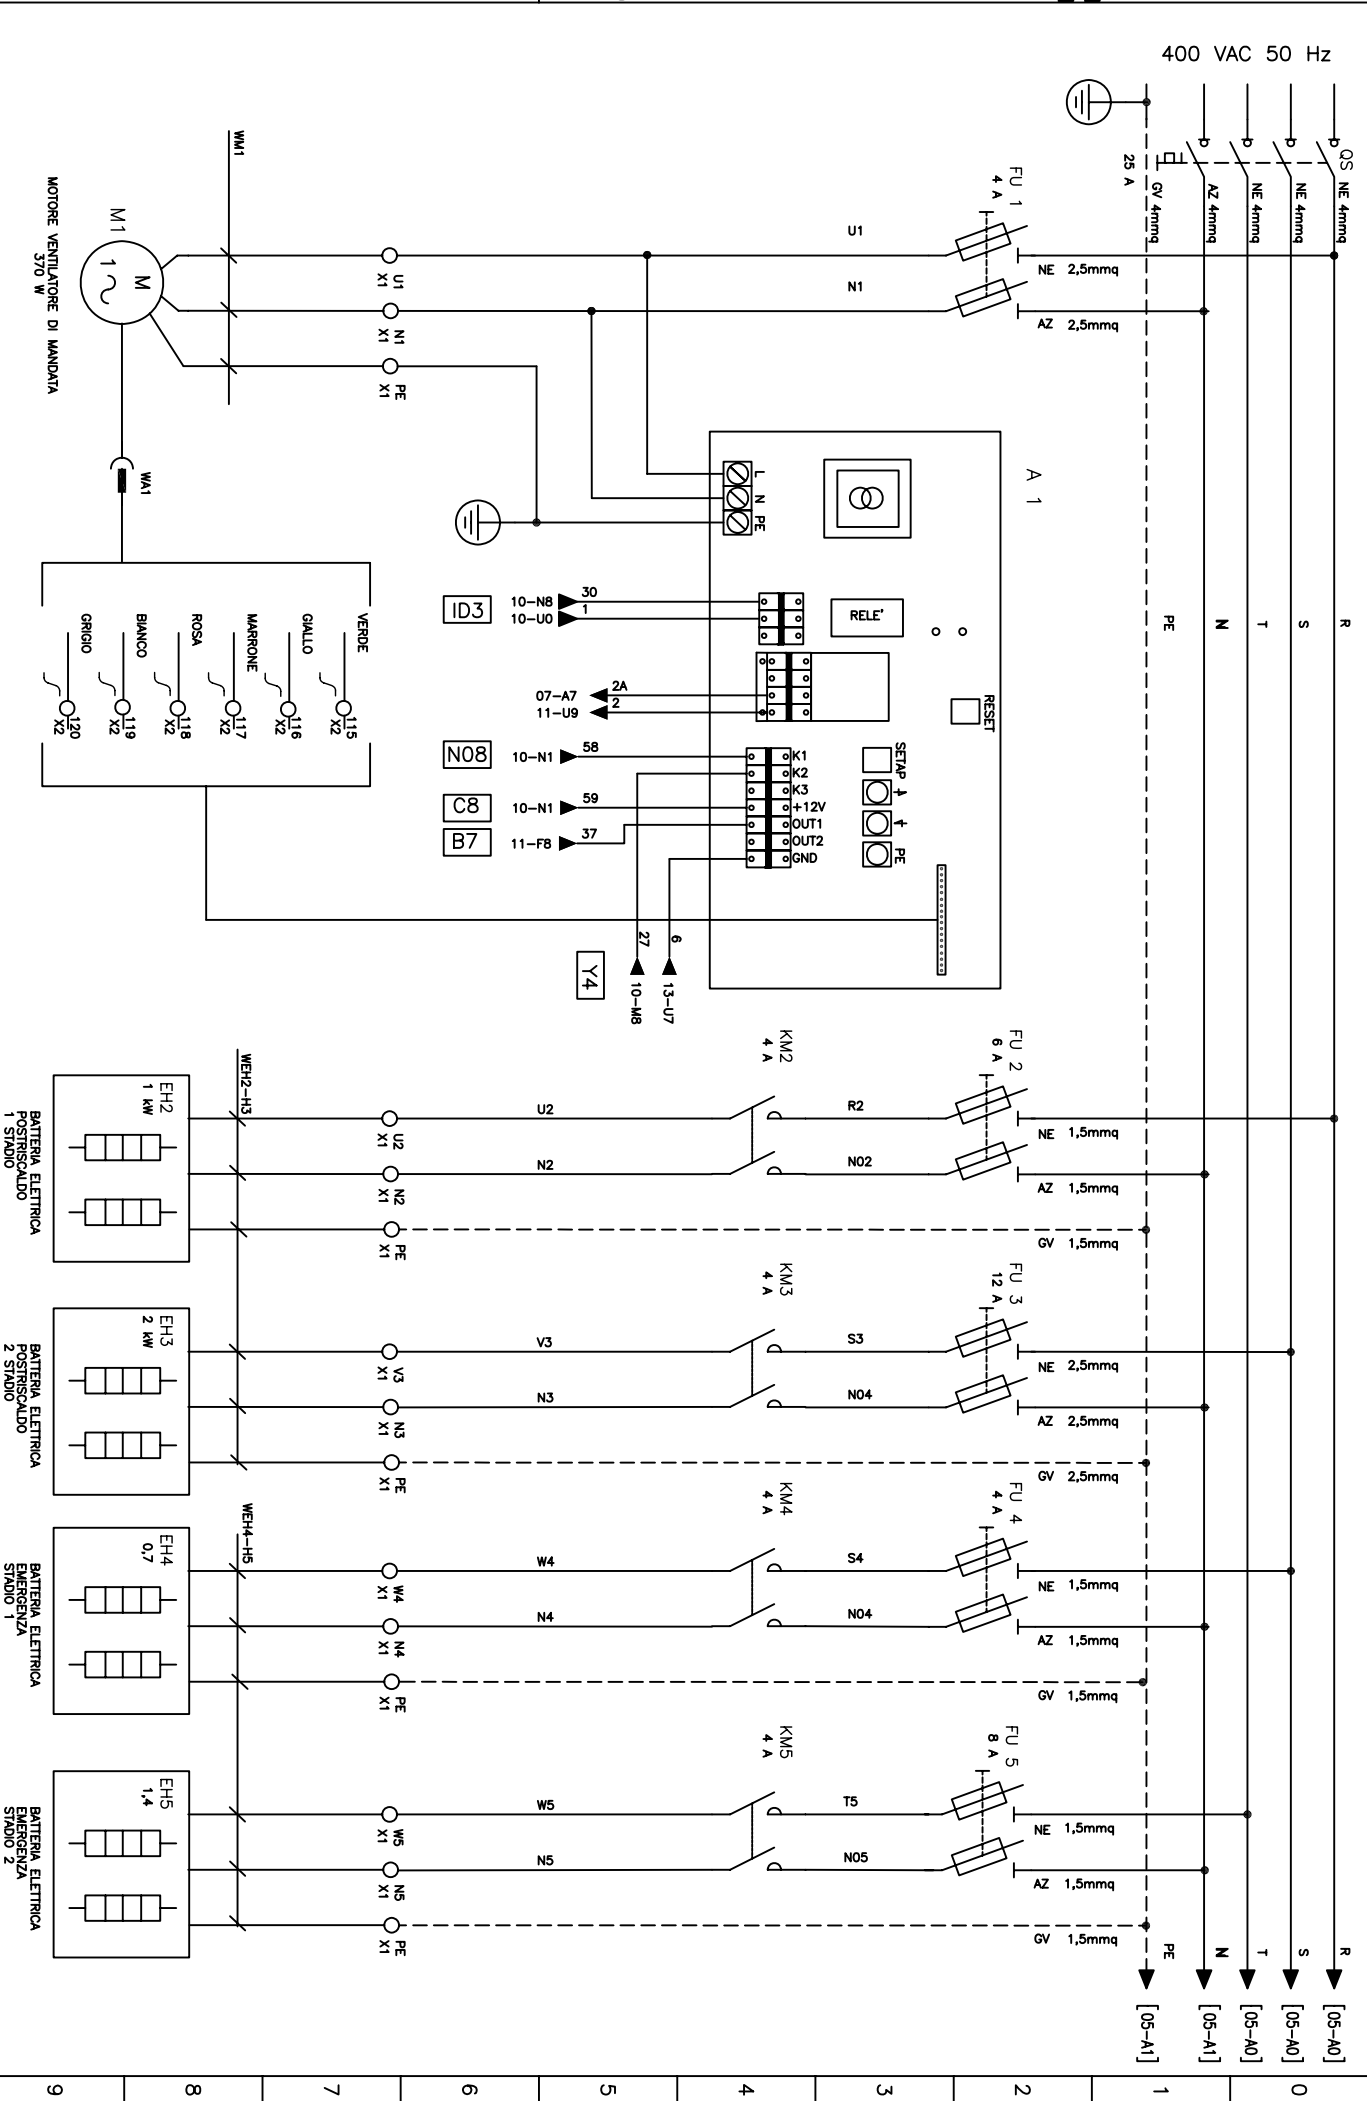 400 VAC 50 Hz
QS
25 A
GV 4mmq
AZ 4mmq
NE 4mmq
NE 4mmq
NE 4mmq
FU 1
4 A
U1
NE 2,5mmq
N1
AZ 2,5mmq
WM1
M1
M
1
MOTORE VENTILATORE DI MANDATA
370 W
U1
X1
N1
X1
PE
X1
WA1
A 1
L
N
PE
RELE'
RESET
SETAP
PE
ID3
10-N8
30
10-U0
1
07-A7
2A
11-U9
2
N08
10-N1
58
C8
10-N1
59
B7
11-F8
37
K1
K2
K3
+12V
OUT1
OUT2
GND
27
6
Y4
10-M8
13-U7
PE
N
T
S
R
VERDE
GIALLO
MARRONE
ROSA
BIANCO
GRIGIO
115
X2
116
X2
117
X2
118
X2
119
X2
120
X2
FU 2
6 A
KM2
4 A
U2
R2
NE 1,5mmq
N2
N02
AZ 1,5mmq
GV 1,5mmq
U2
X1
N2
X1
PE
X1
WEH2-H3
EH2
1 kW
BATTERIA ELETTRICA
POSTRISCALDO
1 STADIO
FU 3
12 A
KM3
4 A
V3
S3
NE 2,5mmq
N3
N04
AZ 2,5mmq
GV 2,5mmq
V3
X1
N3
X1
PE
X1
EH3
2 kW
BATTERIA ELETTRICA
POSTRISCALDO
2 STADIO
FU 4
4 A
KM4
4 A
W4
S4
NE 1,5mmq
N4
N04
AZ 1,5mmq
GV 1,5mmq
W4
X1
N4
X1
PE
X1
WEH4-H5
EH4
0,7
BATTERIA ELETTRICA
EMERGENZA
STADIO 1
FU 5
8 A
KM5
4 A
W5
T5
NE 1,5mmq
N5
N05
AZ 1,5mmq
GV 1,5mmq
W5
X1
N5
X1
PE
X1
EH5
1,4
BATTERIA ELETTRICA
EMERGENZA
STADIO 2
PE
N
T
S
R
[05-A1]
[05-A1]
[05-A0]
[05-A0]
[05-A0]
9
8
7
6
5
4
3
2
1
0